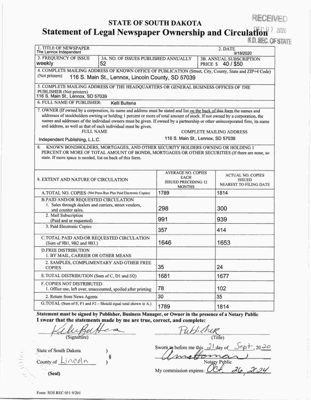 STATE OF SOUTH DAKOTA
RECEIVED
Statement of Legal Newspaper Ownership and Circulation
S.D. SEC. OF STATE
1. TITLE OF NEWSPAPER
The Lennox Independent
2. DATE
9/18/2020
3. FREQUENCY OF ISSUE
weekly
3A. NO. OF ISSUES PUBLISHED ANNUALLY
52
3B. ANNUAL SUBSCRIPTION
PRICE $ 40 / $50
4. COMPLETE MAILING ADDRESS OF KNOWN OFFICE OF PUBLICATION (Street, City, County, State and ZIP+4 Code)
(Not printers) 116 S. Main St., Lennox, Lincoln County, SD 57039
5. COMPLETE MAILING ADDRESS OF THE HEADQUARTERS OR GENERAL BUSINESS OFFICES OF THE
PUBLISHER (Not printers)
116 S. Main St., Lennox, SD 57039
6. FULL NAME OF PUBLISHER: Kelli Bultena
7. OWNER (If owned by a corporation, its name and address must be stated and list on the back of this form the names and
addresses of stockholders owning or holding 1 percent or more of total amount of stock. If not owned by a corporation, the
names and addresses of the individual owners must be given. If owned by a partnership or other unincorporated firm, its name
and address, as well as that of each individual must be given.
FULL NAME
COMPLETE MAILING ADDRESS
Independent Publishing, L.L.C.
116 S. Main St., Lennox, SD 57039
8. KNOWN BONDHOLDERS, MORTGAGES, AND OTHER SECURITY HOLDERS OWNING OR HOLDING 1
PERCENT OR MORE OF TOTAL AMOUNT OF BONDS, MORTGAGES OR OTHER SECURITIES (If there are none, so
state. If more space is needed, list on back of this form.
9. EXTENT AND NATURE OF CIRCULATION
AVERAGE NO. COPIES
EACH
ISSUED PRECEDING 12
MONTHS
ACTUAL NO. COPIES
ISSUED
NEAREST TO FILING DATE
A. TOTAL NO. COPIES (Net Press Run Plus Paid Electronic Copies)
1789
1814
B. PAID AND/OR REQUESTED CIRCULATION
1. Sales through dealers and carriers, street vendors,
and counter sales.
298
300
2. Mail Subscription
(Paid and/or requested)
991
939
3. Paid Electronic Copies
357
414
C. TOTAL PAID AND/OR REQUESTED CIRCULATION
(Sum of 9B1, 9B2 and 9B3.)
1646
1653
D. FREE DISTRIBUTION
1. BY MAIL, CARRIER OR OTHER MEANS
2. SAMPLES, COMPLIMENTARY AND OTHER FREE
COPIES
35
24
E. TOTAL DISTRIBUTION (Sum of C, D1 and D2)
1681
1677
F. COPIES NOT DISTRIBUTED
1. Office use, left over, unaccounted, spoiled after printing
78
102
2. Return from News Agents
30
35
G. TOTAL (Sum of E, F1 and F2 - Should equal total shown in A.)
1789
1814
Statement must be signed by Publisher, Business Manager, or Owner in the presence of a Notary Public
I swear that the statements made by me are true, correct, and complete:
Publisher
(Signature)
(Title)
State of South Dakota )
Sworn to before me this 21 day of Sept, 2020
County of Lincoln )
Notary Public
(Seal)
My commission expires: Oct 26, 2024